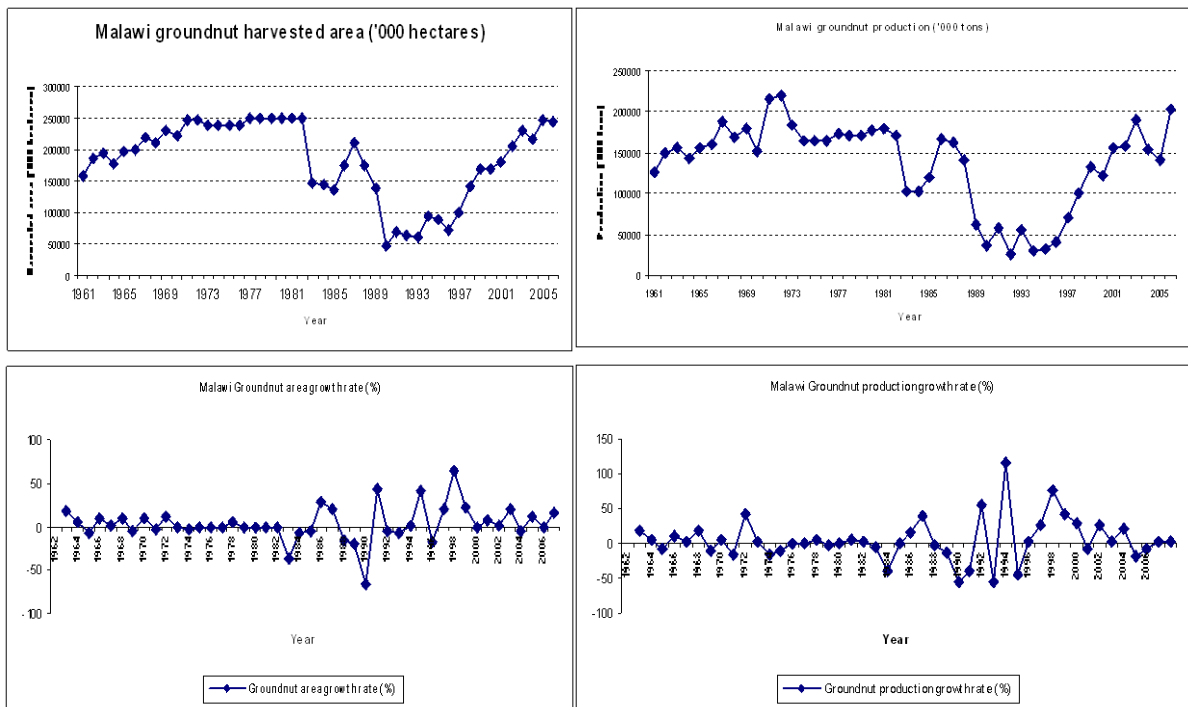 Malawi groundnut harvested area ('000 hectares)
300000
250000
200000
150000
100000
50000
0
1961 1965 1969 1973 1977 1981 1985 1989 1993 1997 2001 2005
Year
Malawi groundnut production ('000 tons)
250000
200000
150000
100000
50000
0
1961 1965 1969 1973 1977 1981 1985 1989 1993 1997 2001 2005
Year
Malawi Groundnut area growth rate (%)
100
50
0
-50
-100
1962 1964 1966 1968 1970 1972 1974 1976 1978 1980 1982 1984 1986 1988 1990 1992 1994 1996 1998 2000 2002 2004 2006
Year
Groundnut area growth rate (%)
Malawi Groundnut production growth rate (%)
150
100
50
0
-50
-100
1962 1964 1966 1968 1970 1972 1974 1976 1978 1980 1982 1984 1986 1988 1990 1992 1994 1996 1998 2000 2002 2004 2006
Year
Groundnut production growth rate (%)